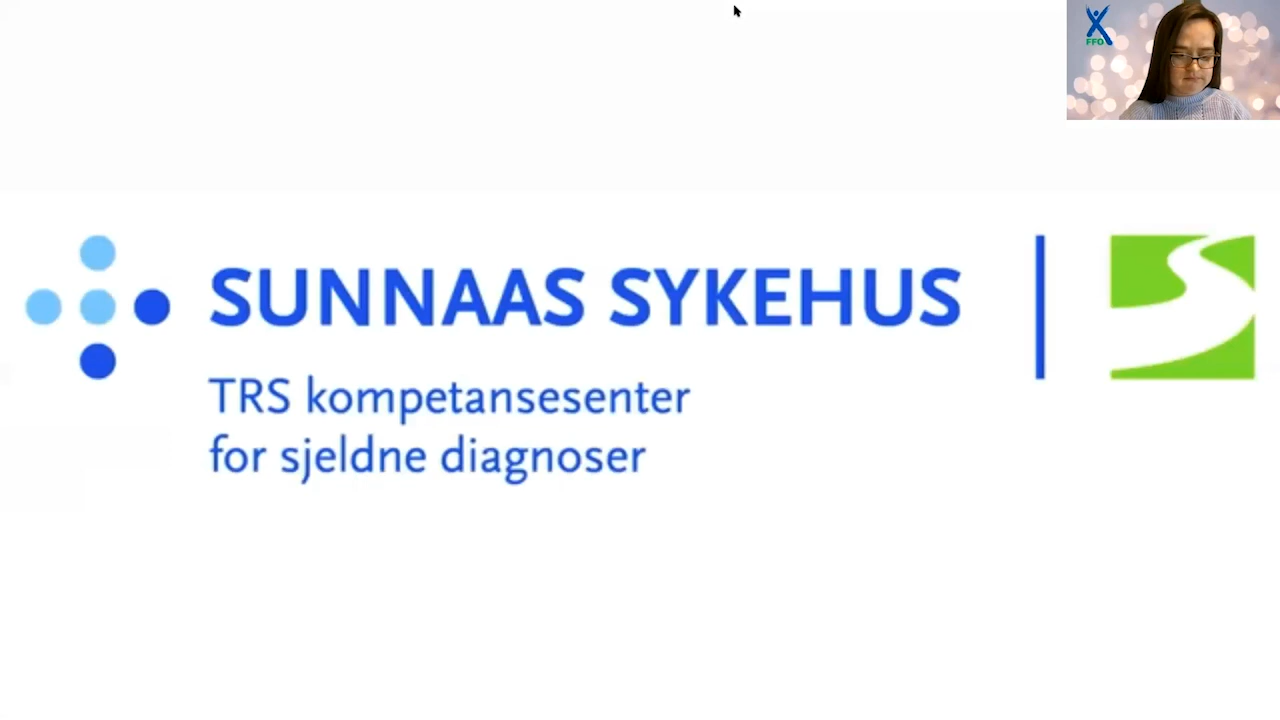 FFO
SUNNAAS SYKEHUS
TRS kompetansesenter
for sjeldne diagnoser